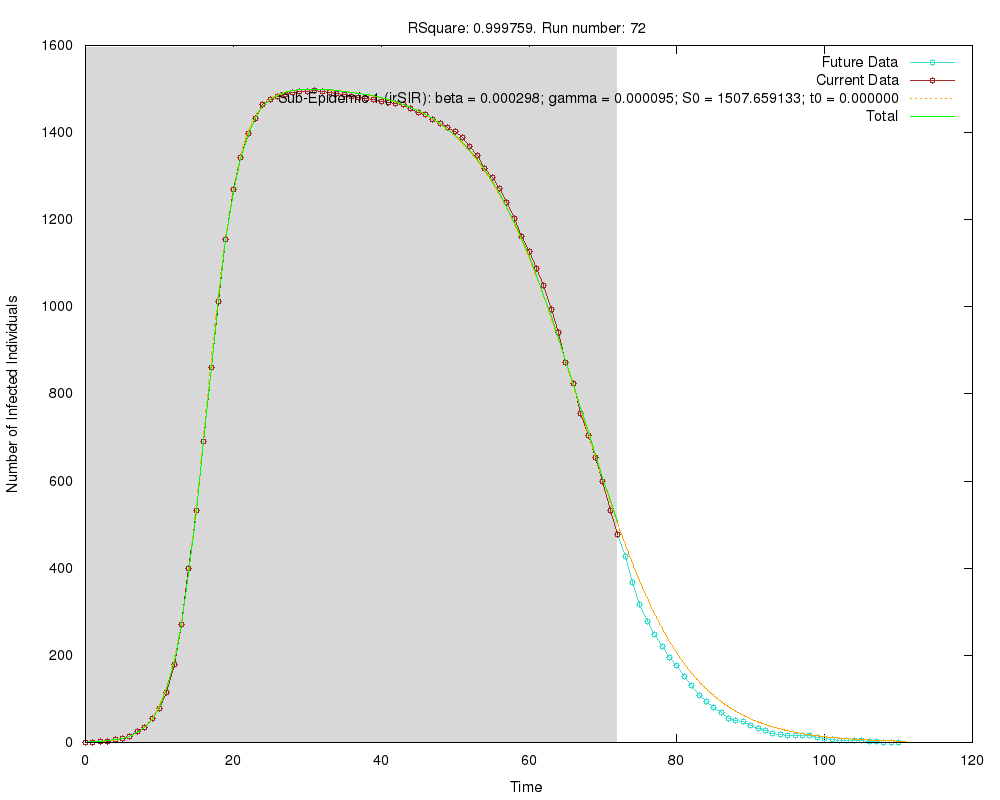 RSquare: 0.999759. Run number: 72
1600
1400
1200
1000
800
600
400
200
0
Number of Infected Individuals
Future Data
Current Data
Sub-Epidemic 1 (irSIR): beta = 0.000298; gamma = 0.000095; S0 = 1507.659133; t0 = 0.000000
Total
0 20 40 60 80 100 120
Time